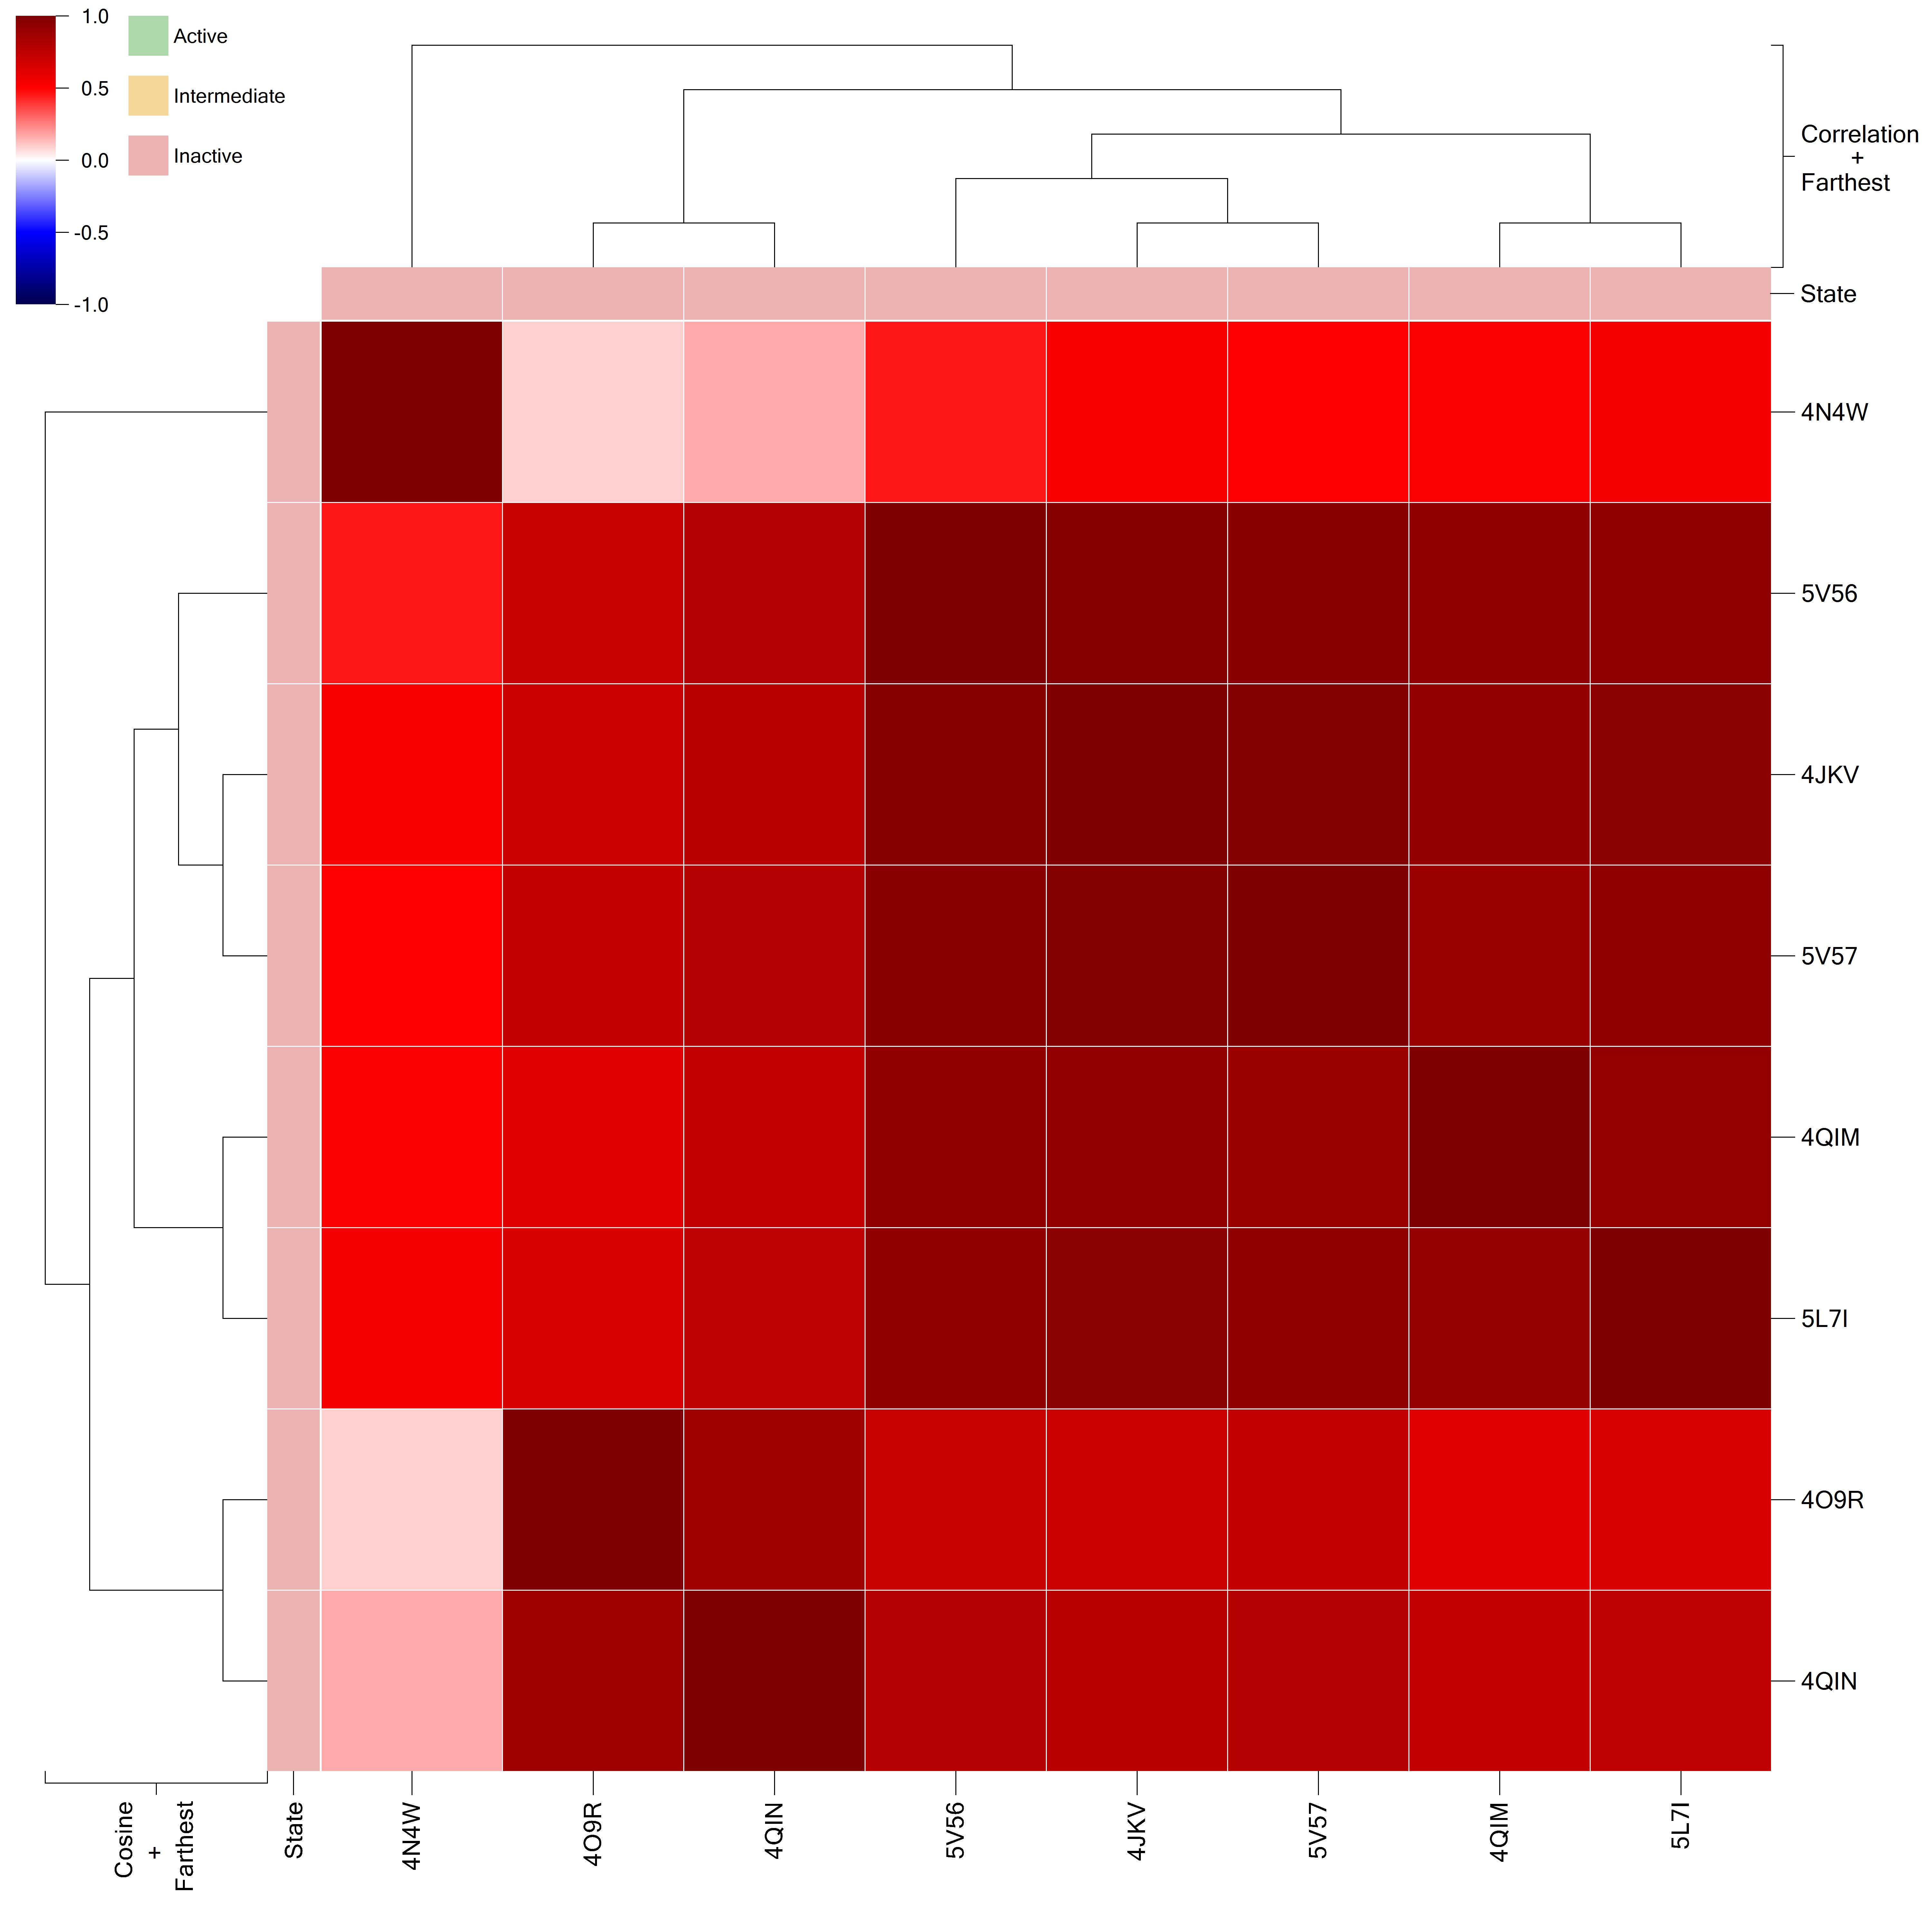 1.0
0.5
0.0
-0.5
-1.0
Active
Intermediate
Inactive
Correlation
+
Farthest
State
4N4W
5V56
4JKV
5V57
4QIM
5L7I
4O9R
4QIN
Cosine
+
Farthest
State
4N4W
4O9R
4QIN
5V56
4JKV
5V57
4QIM
5L7I